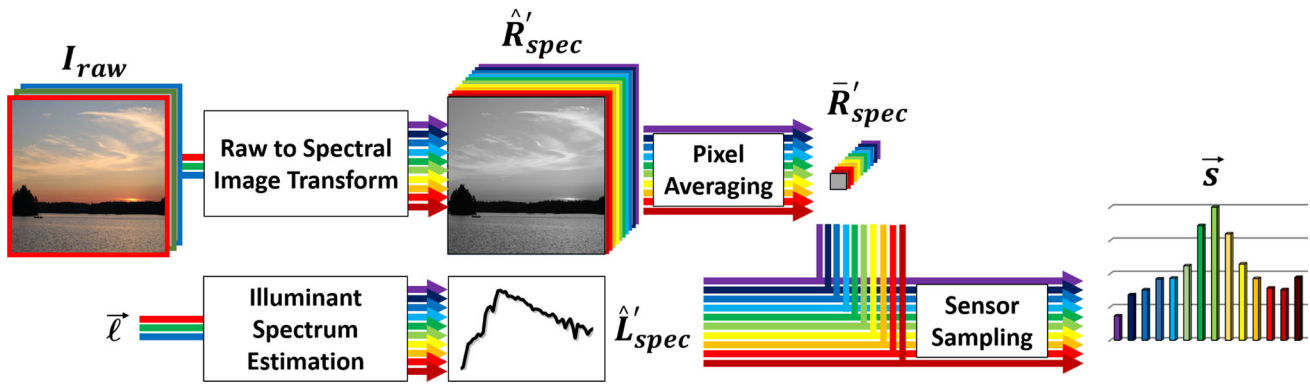 I_raw
R̂′_spec
Raw to Spectral
Image Transform
Pixel
Averaging
R̄′_spec
s⃗
ℓ⃗
Illuminant
Spectrum
Estimation
L̂′_spec
Sensor
Sampling